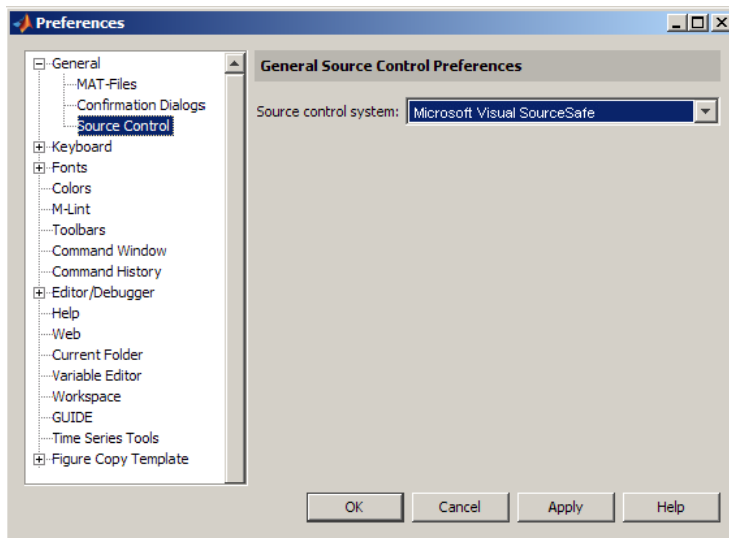 Preferences
General
MAT-Files
Confirmation Dialogs
Source Control
Keyboard
Fonts
Colors
M-Lint
Toolbars
Command Window
Command History
Editor/Debugger
Help
Web
Current Folder
Variable Editor
Workspace
GUIDE
Time Series Tools
Figure Copy Template
General Source Control Preferences
Source control system: Microsoft Visual SourceSafe
OK Cancel Apply Help